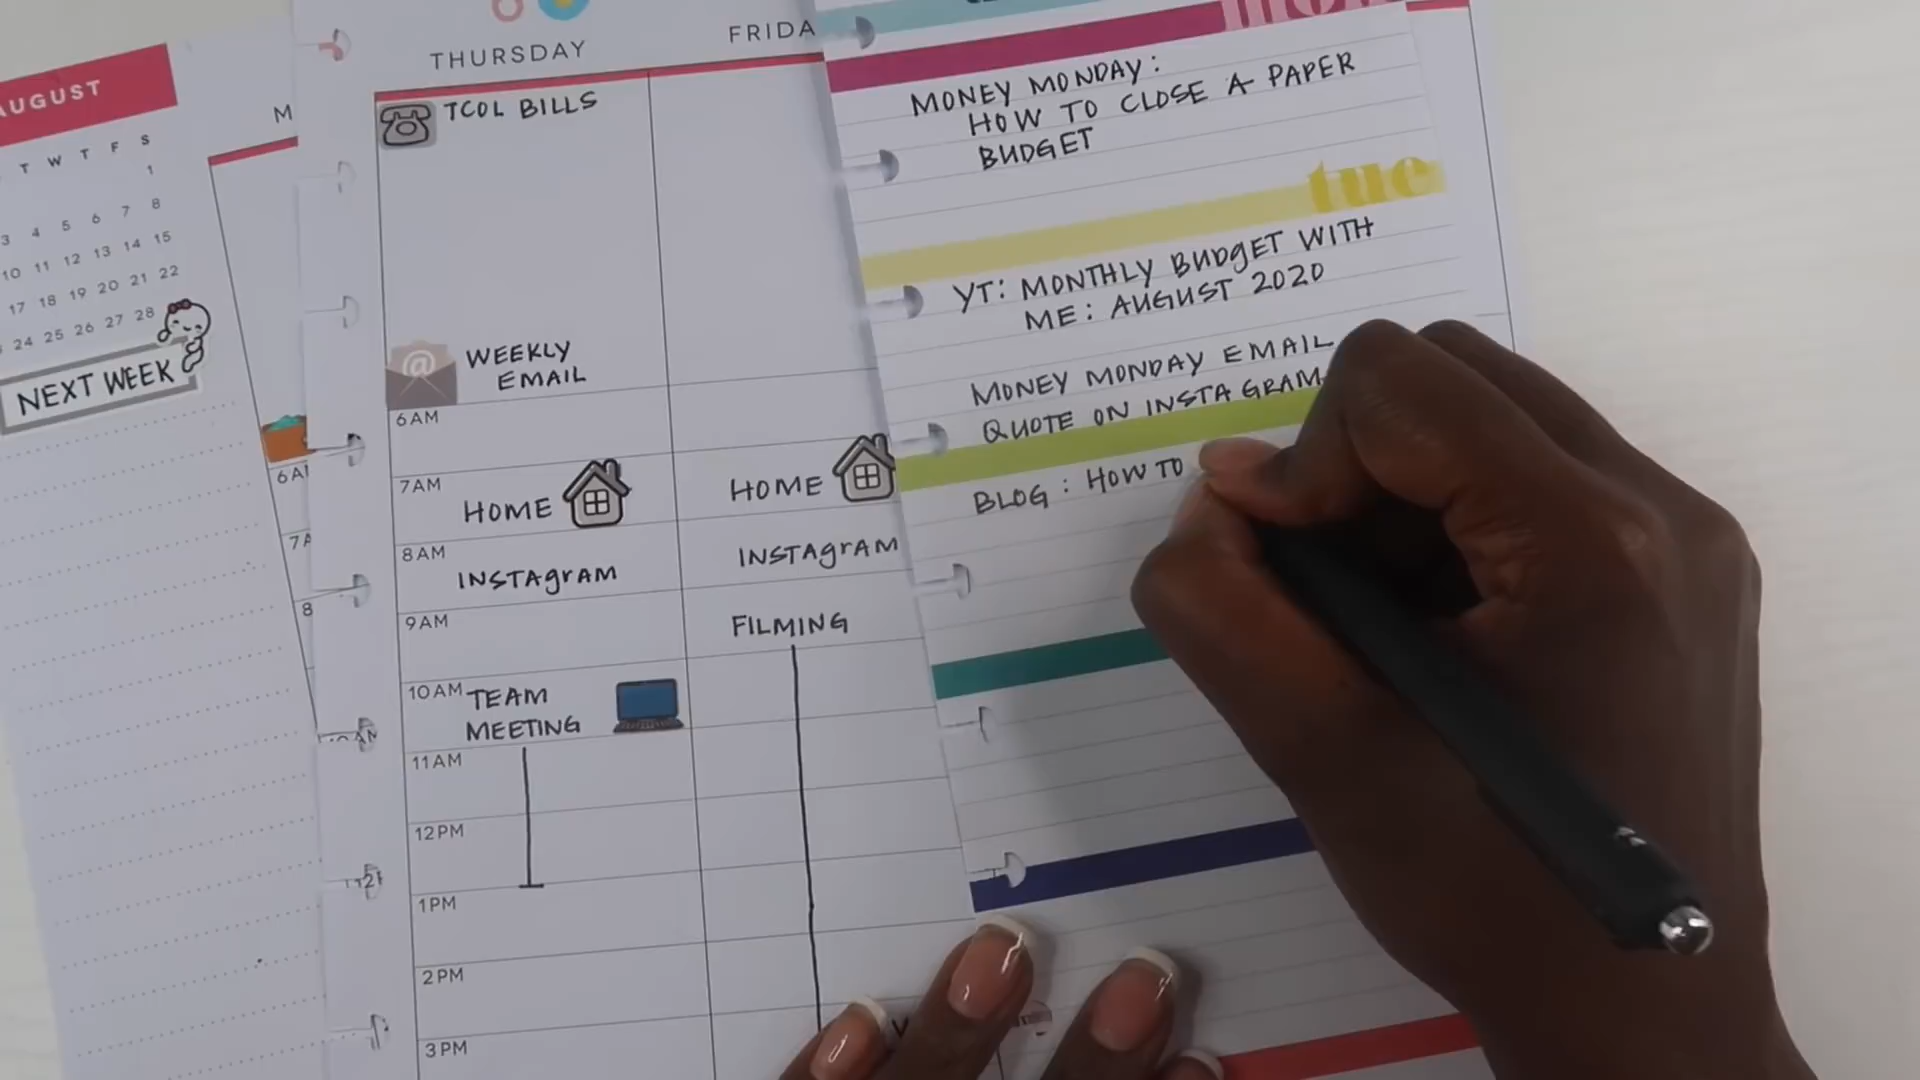 AUGUST
T W T F S
1
3 4 5 6 7 8
10 11 12 13 14 15
17 18 19 20 21 22
24 25 26 27 28
NEXT WEEK
M
6A
7A
8
THURSDAY
TCOL BILLS
@
WEEKLY
EMAIL
6AM
7AM
HOME
8AM
INSTAGRAM
9AM
10AM TEAM
MEETING
11AM
12PM
1PM
2PM
3PM
FRIDA
HOME
INSTAGRAM
FILMING
MONEY MONDAY:
HOW TO CLOSE A PAPER
BUDGET
tue
YT: MONTHLY BUDGET WITH
ME: AUGUST 2020
MONEY MONDAY EMAIL
QUOTE ON INSTAGRAM
BLOG: HOW TO